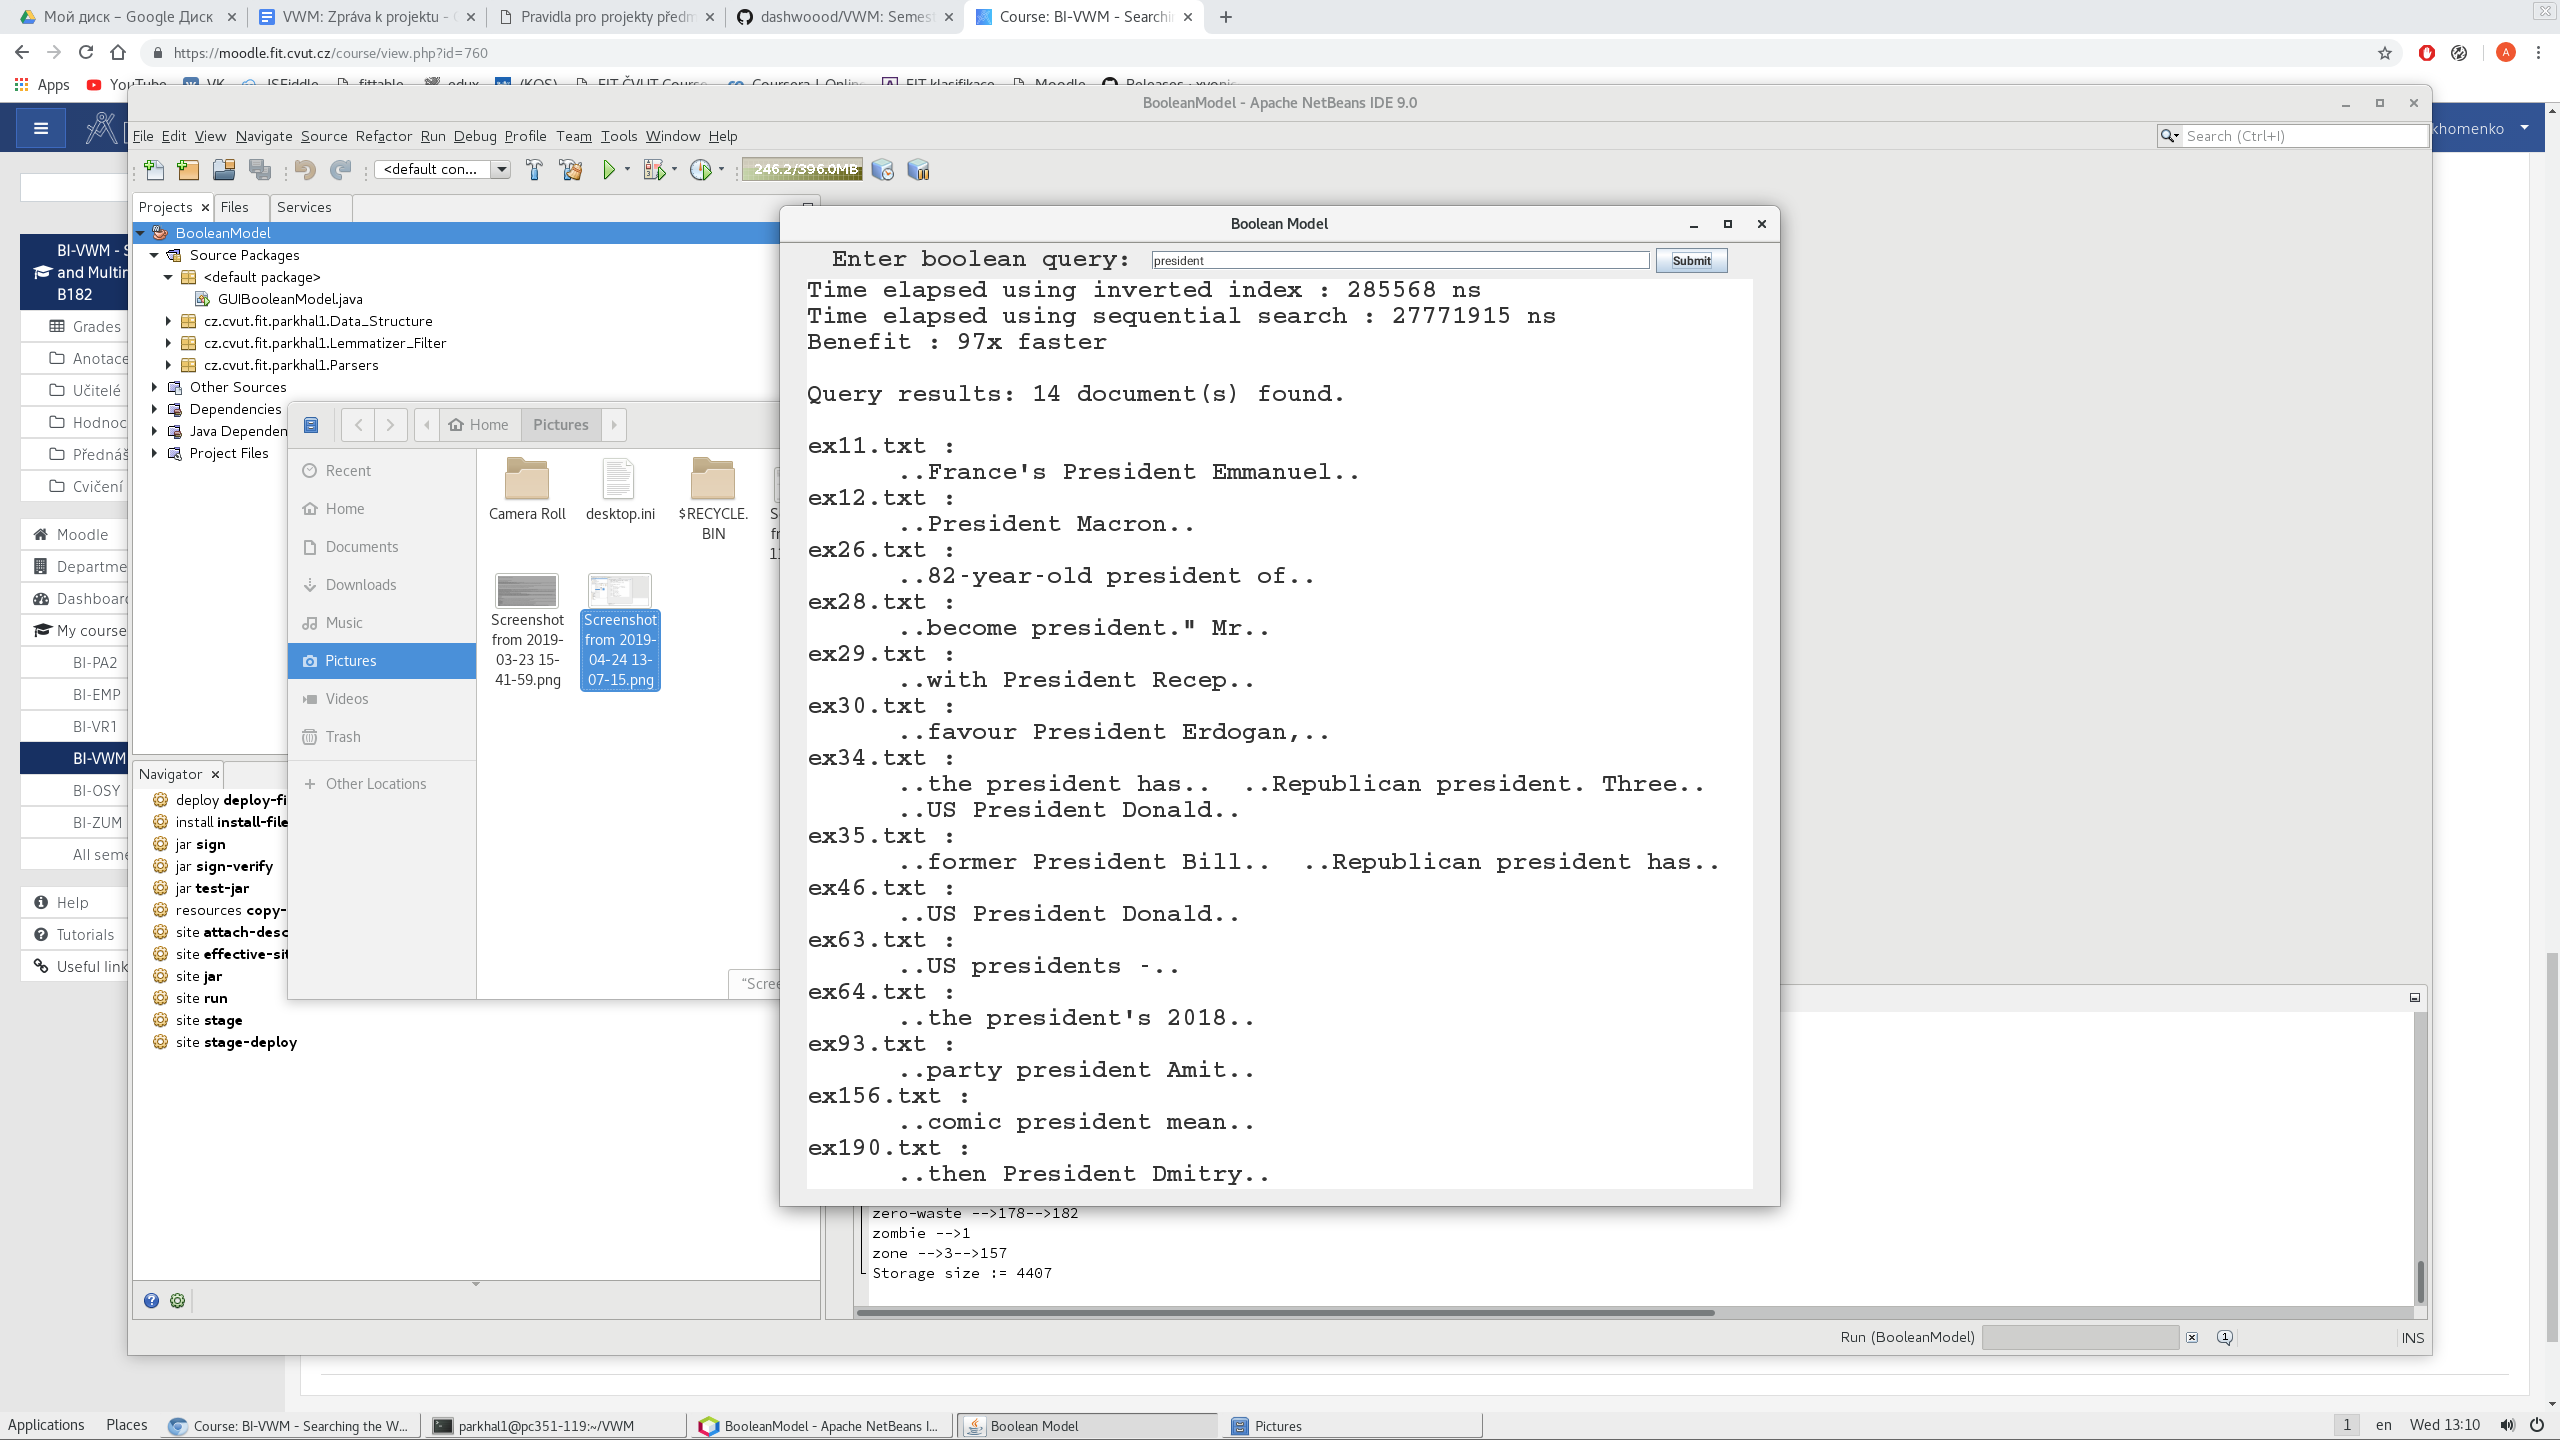 Мой диск – Google Диск
VWM: Zpráva k projektu -
Pravidla pro projekty předm
dashwoood/VWM: Semest
Course: BI-VWM - Searchin
https://moodle.fit.cvut.cz/course/view.php?id=760
A
Apps
YouTube
VK
JSFiddle
fittable
edux
(KOS)
FIT ČVUT Course
Coursera | Online
FIT klasifikace
Moodle
BooleanModel - Apache NetBeans IDE 9.0
File Edit View Navigate Source Refactor Run Debug Profile Team Tools Window Help
Search (Ctrl+I)
khomenko
<default con...
246.2/396.0MB
Projects
Files
Services
BooleanModel
Source Packages
<default package>
GUIBooleanModel.java
cz.cvut.fit.parkhal1.Data_Structure
cz.cvut.fit.parkhal1.Lemmatizer_Filter
cz.cvut.fit.parkhal1.Parsers
Other Sources
Dependencies
Java Dependen
Project Files
BI-VWM - S
and Multin
B182
Grades
Anotace
Učitelé
Hodnoc
Přednáš
Cvičení
Moodle
Departme
Dashboard
My course
BI-PA2
BI-EMP
BI-VR1
BI-VWM
BI-OSY
BI-ZUM
All seme
Help
Tutorials
Useful link
Home
Pictures
Recent
Home
Documents
Downloads
Music
Pictures
Videos
Trash
Other Locations
Camera Roll
desktop.ini
$RECYCLE.
BIN
Screenshot
from 2019-
03-23 15-
41-59.png
Screenshot
from 2019-
04-24 13-
07-15.png
"Scree
Navigator
deploy deploy-fi
install install-file
jar sign
jar sign-verify
jar test-jar
resources copy-
site attach-desc
site effective-sit
site jar
site run
site stage
site stage-deploy
Boolean Model
Enter boolean query:
president
Submit
Time elapsed using inverted index : 285568 ns
Time elapsed using sequential search : 27771915 ns
Benefit : 97x faster
Query results: 14 document(s) found.
ex11.txt :
..France's President Emmanuel..
ex12.txt :
..President Macron..
ex26.txt :
..82-year-old president of..
ex28.txt :
..become president." Mr..
ex29.txt :
..with President Recep..
ex30.txt :
..favour President Erdogan,..
ex34.txt :
..the president has.. ..Republican president. Three..
..US President Donald..
ex35.txt :
..former President Bill.. ..Republican president has..
ex46.txt :
..US President Donald..
ex63.txt :
..US presidents -..
ex64.txt :
..the president's 2018..
ex93.txt :
..party president Amit..
ex156.txt :
..comic president mean..
ex190.txt :
..then President Dmitry..
zero-waste -->178-->182
zombie -->1
zone -->3-->157
Storage size := 4407
Run (BooleanModel)
1
INS
Applications
Places
Course: BI-VWM - Searching the W...
parkhal1@pc351-119:~/VWM
BooleanModel - Apache NetBeans I...
Boolean Model
Pictures
1
en
Wed 13:10